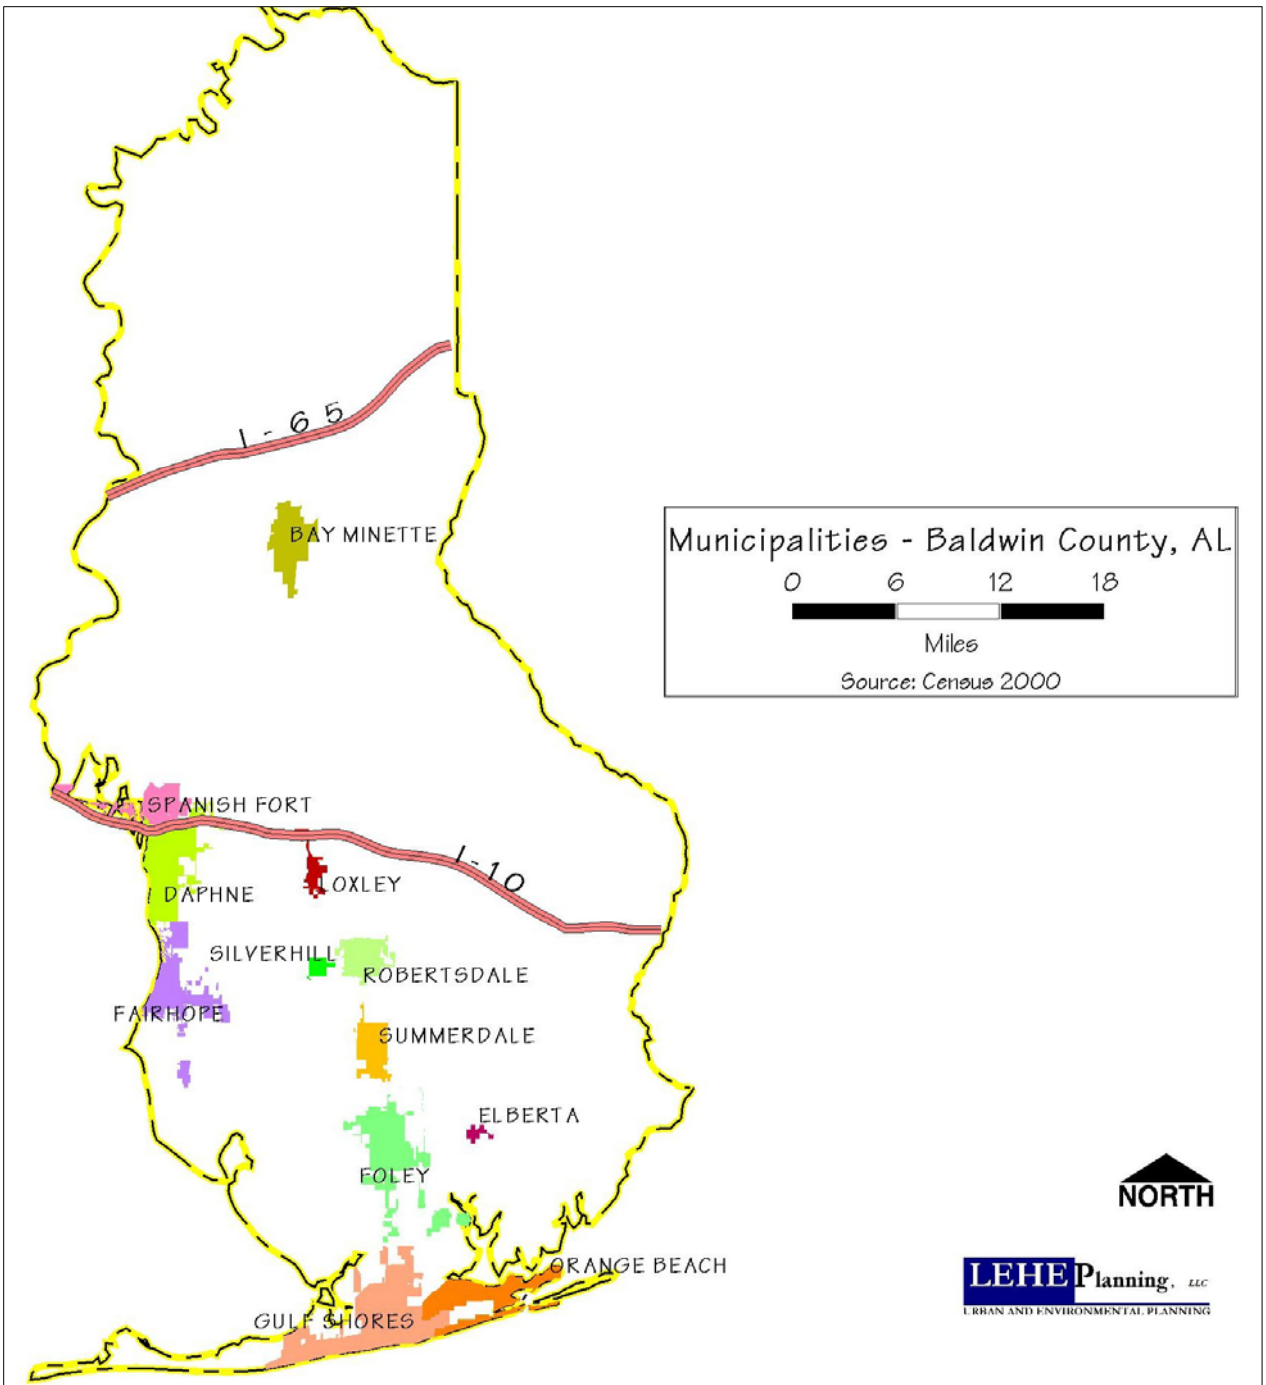 I-65
BAY MINETTE
Municipalities - Baldwin County, AL
0 6 12 18
Miles
Source: Census 2000
SPANISH FORT
I-10
LOXLEY
DAPHNE
SILVERHILL
ROBERTSDALE
FAIRHOPE
SUMMERDALE
ELBERTA
FOLEY
NORTH
ORANGE BEACH
GULF SHORES
LEHE Planning, LLC
URBAN AND ENVIRONMENTAL PLANNING